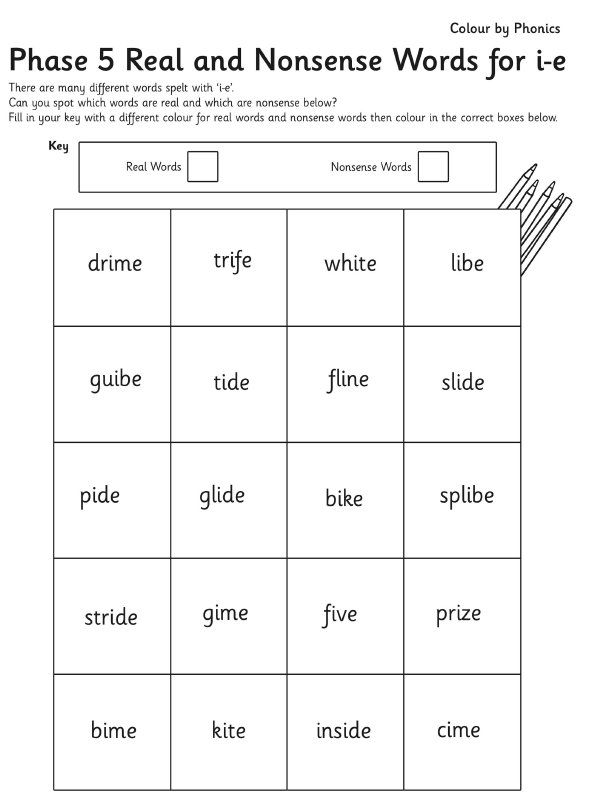 Colour by Phonics
Phase 5 Real and Nonsense Words for i-e
There are many different words spelt with ‘i-e’.
Can you spot which words are real and which are nonsense below?
Fill in your key with a different colour for real words and nonsense words then colour in the correct boxes below.
Key
Real Words
Nonsense Words
drime trife white libe
guibe tide fline slide
pide glide bike splibe
stride gime five prize
bime kite inside cime